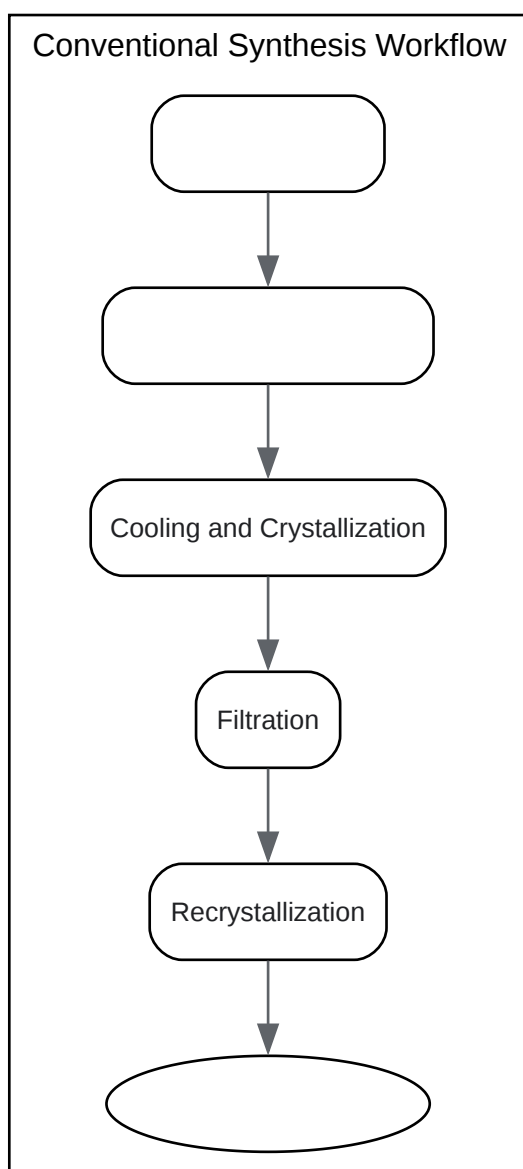 Conventional Synthesis Workflow
Cooling and Crystallization
Filtration
Recrystallization